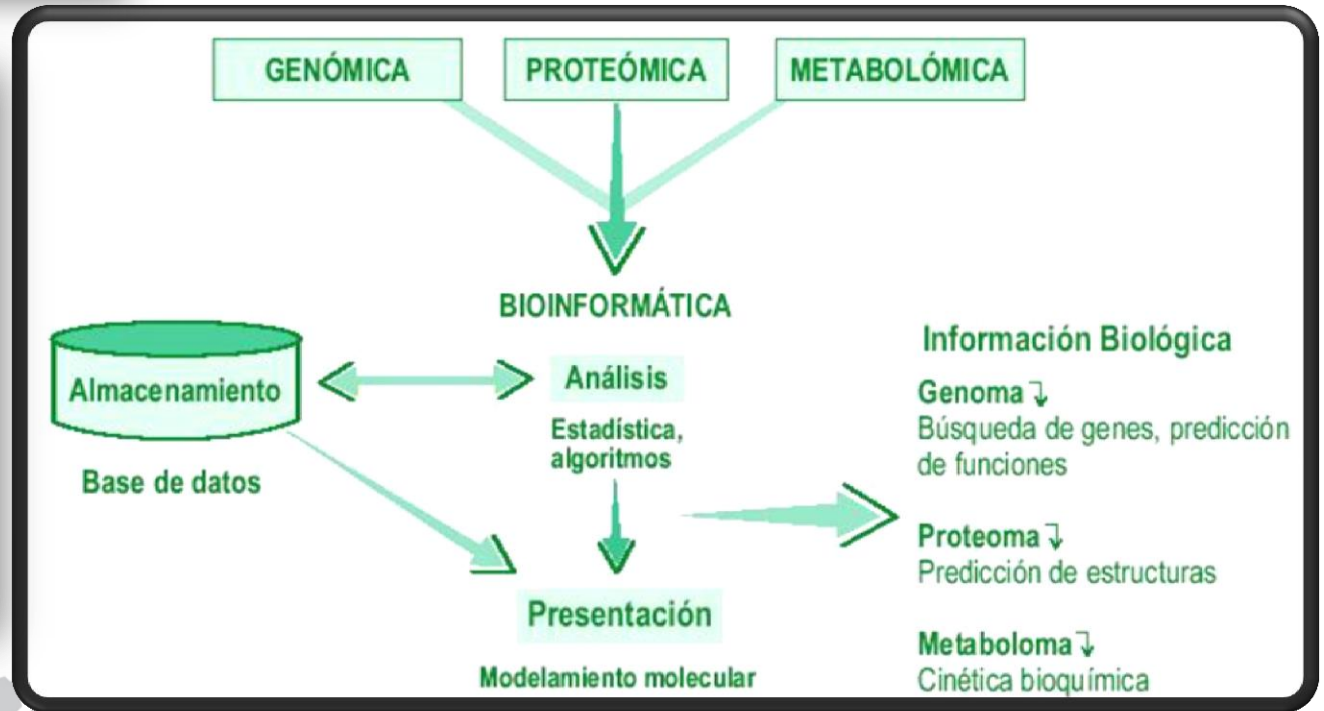 GENÓMICA
PROTEÓMICA
METABOLÓMICA
BIOINFORMÁTICA
Almacenamiento
Base de datos
Análisis
Estadística,
algoritmos
Presentación
Modelamiento molecular
Información Biológica
Genoma
Búsqueda de genes, predicción
de funciones
Proteoma
Predicción de estructuras
Metaboloma
Cinética bioquímica